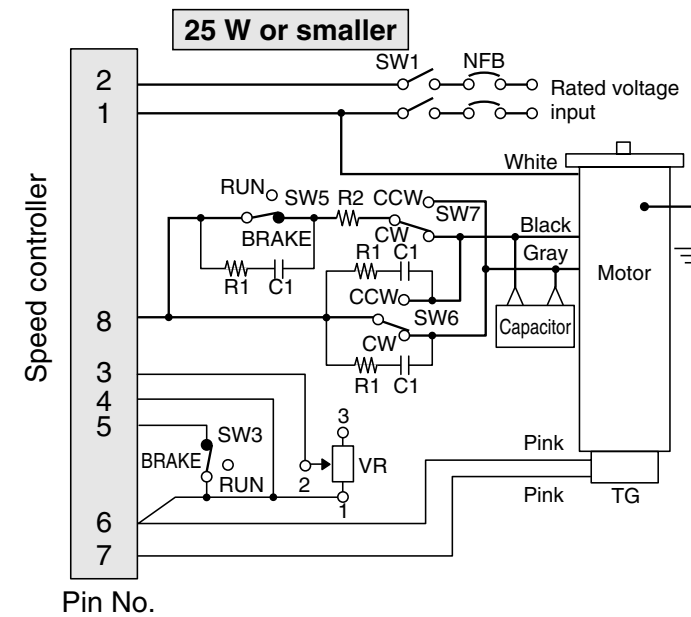 25 W or smaller
SW1 NFB
2
Rated voltage
1
input
White
RUN SW5 R2 CCW SW7
BRAKE CW Black
R1 C1 R1 C1 Gray
Motor
CCW
8 SW6 Capacitor
CW
3 R1 C1
4
5 SW3 3
BRAKE VR Pink
RUN 2
1 Pink TG
6
7
Speed controller
Pin No.